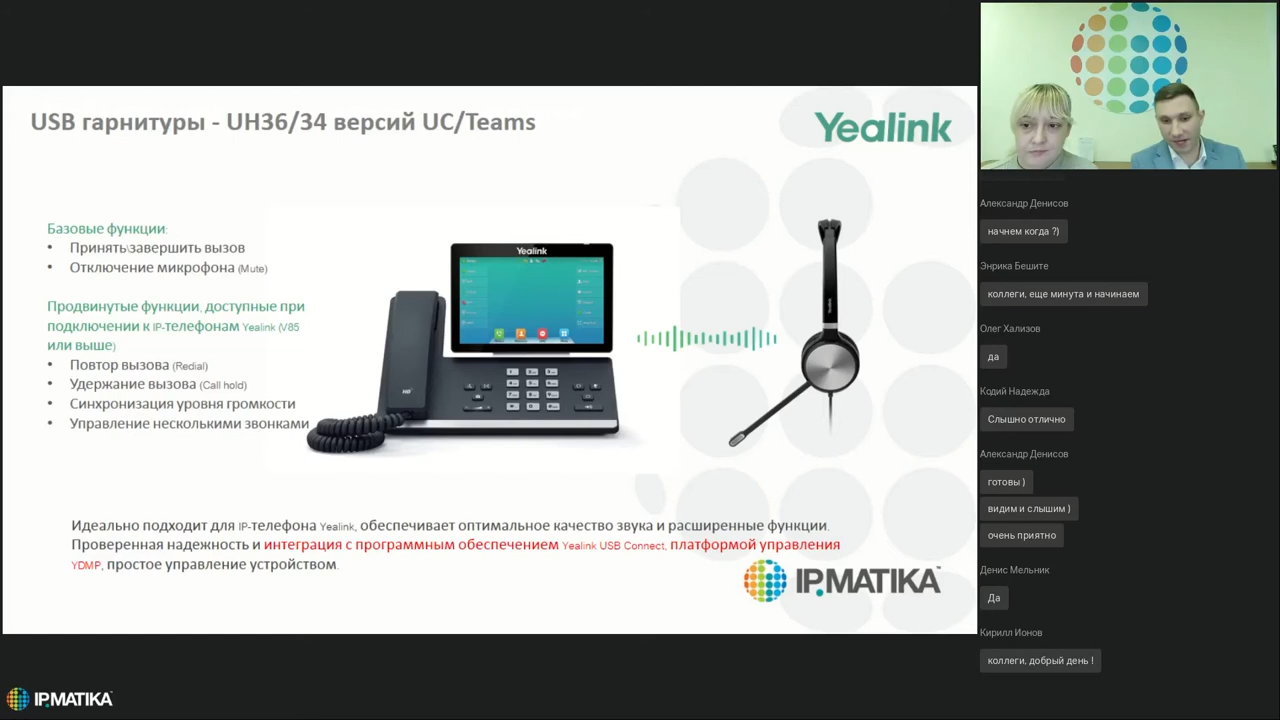 USB гарнитуры - UH36/34 версий UC/Teams
Yealink
Базовые функции:
• Принять\завершить вызов
• Отключение микрофона (Mute)
Продвинутые функции, доступные при
подключении к IP-телефонам Yealink (V85
или выше)
• Повтор вызова (Redial)
• Удержание вызова (Call hold)
• Синхронизация уровня громкости
• Управление несколькими звонками
Yealink
HD
Идеально подходит для IP-телефона Yealink, обеспечивает оптимальное качество звука и расширенные функции.
Проверенная надежность и интеграция с программным обеспечением Yealink USB Connect, платформой управления
YDMP, простое управление устройством.
IPMATIKA
Александр Денисов
начнем когда ?)
Энрика Бешите
коллеги, еще минута и начинаем
Олег Хализов
да
Кодий Надежда
Слышно отлично
Александр Денисов
готовы )
видим и слышим )
очень приятно
Денис Мельник
Да
Кирилл Ионов
коллеги, добрый день !
IPMATIKA